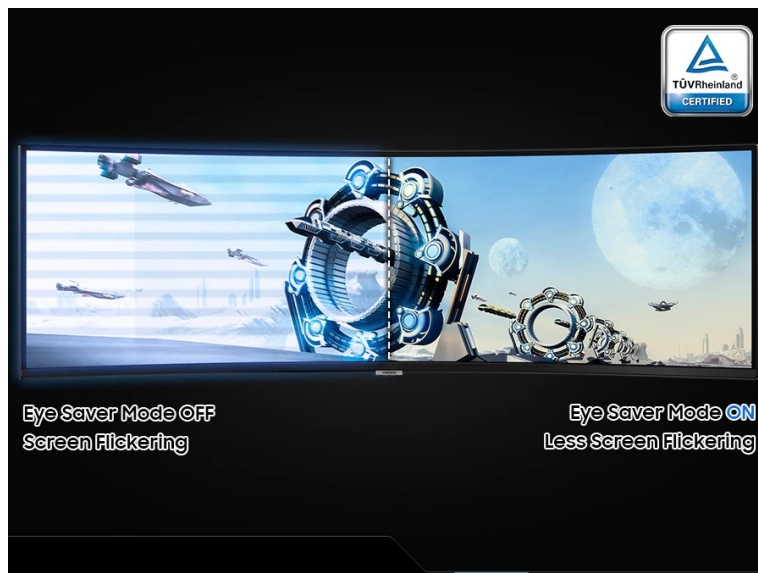 TÜVRheinland®
CERTIFIED
Eye Saver Mode OFF
Screen Flickering
Eye Saver Mode ON
Less Screen Flickering